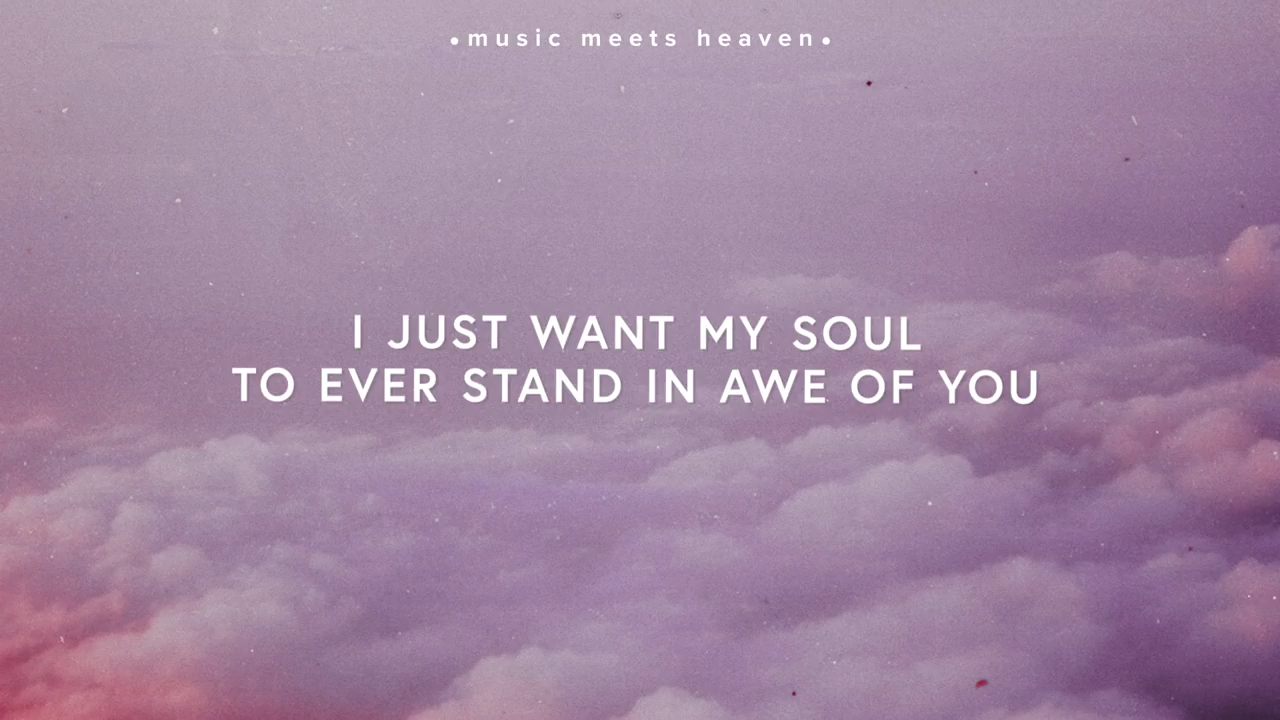 •music meets heaven•
I JUST WANT MY SOUL
TO EVER STAND IN AWE OF YOU